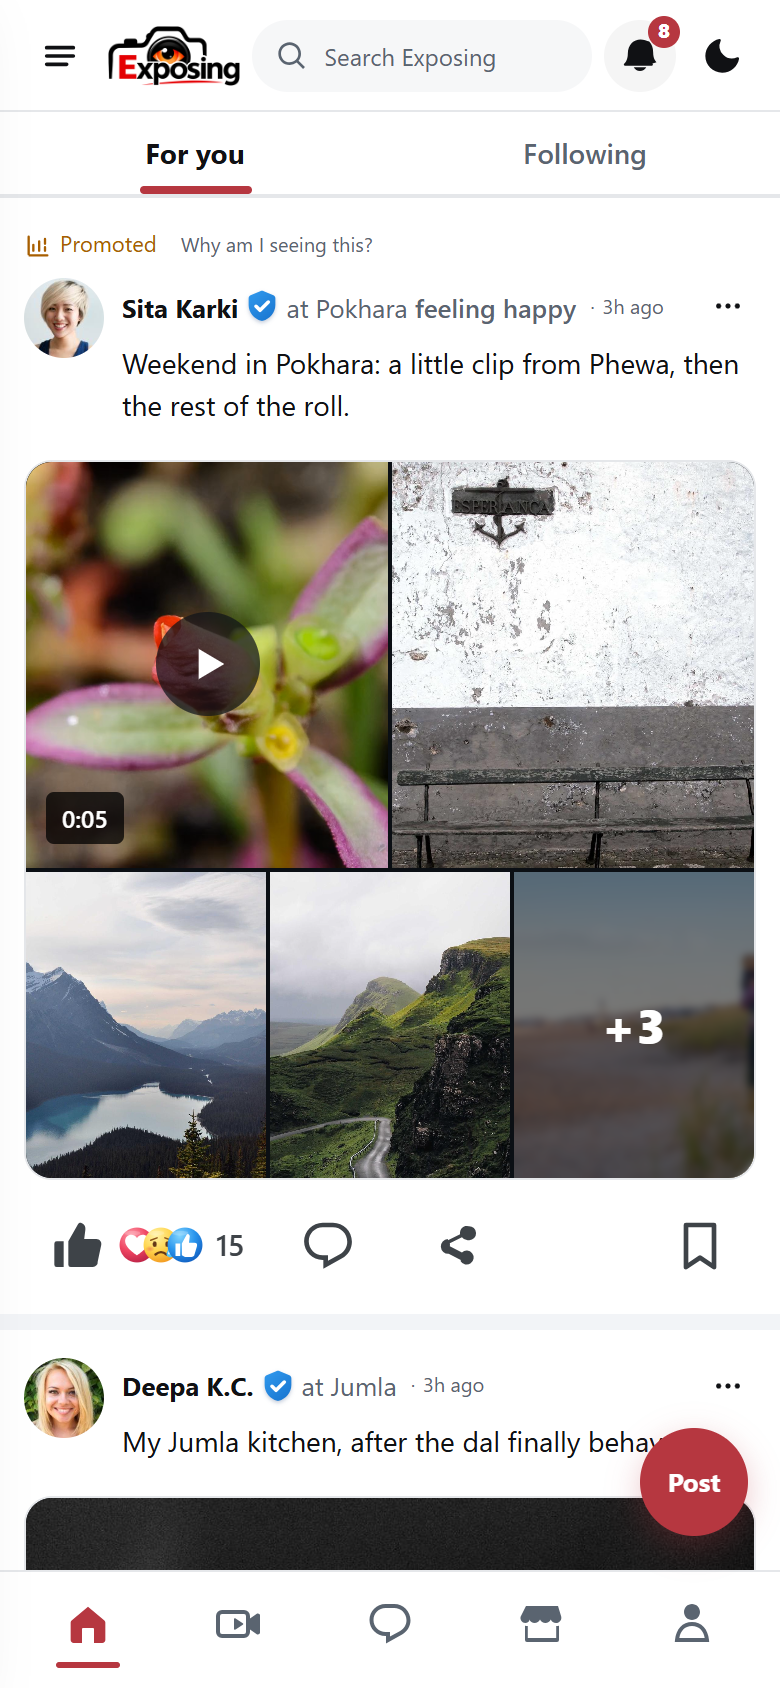 Exposing
Search Exposing
8
For you
Following
Promoted Why am I seeing this?
Sita Karki at Pokhara feeling happy · 3h ago
Weekend in Pokhara: a little clip from Phewa, then
the rest of the roll.
ESPERANÇA
0:05
+3
15
Deepa K.C. at Jumla · 3h ago
My Jumla kitchen, after the dal finally
Post